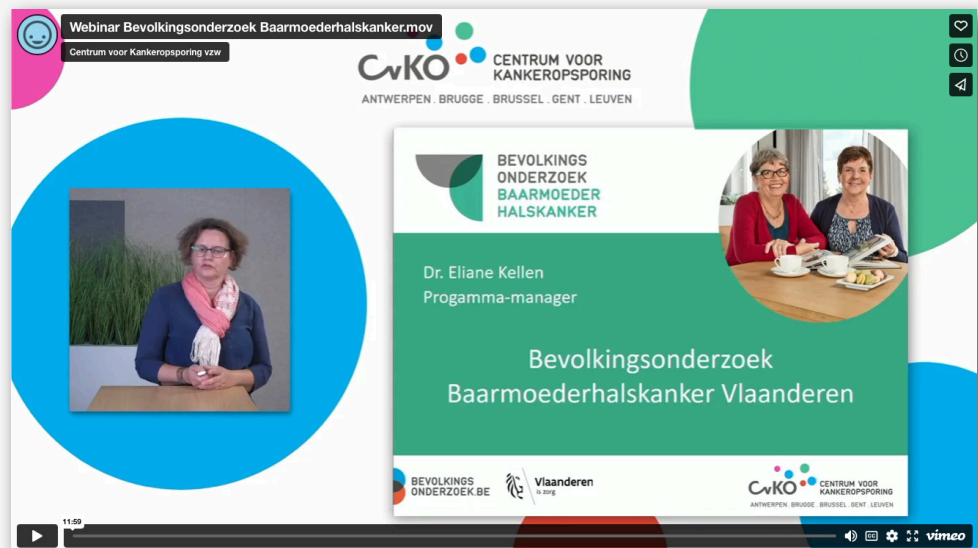 Webinar Bevolkingsonderzoek Baarmoederhalskanker.mov
Centrum voor Kankeropsporing vzw
CvKO
CENTRUM VOOR
KANKEROPSPORING
ANTWERPEN . BRUGGE . BRUSSEL . GENT . LEUVEN
BEVOLKINGS
ONDERZOEK
BAARMOEDER
HALSKANKER
Dr. Eliane Kellen
Progamma-manager
Bevolkingsonderzoek
Baarmoederhalskanker Vlaanderen
BEVOLKINGS
ONDERZOEK.BE
Vlaanderen
is zorg
CvKO
CENTRUM VOOR
KANKEROPSPORING
ANTWERPEN . BRUGGE . BRUSSEL . GENT . LEUVEN
11:59
CC
vimeo